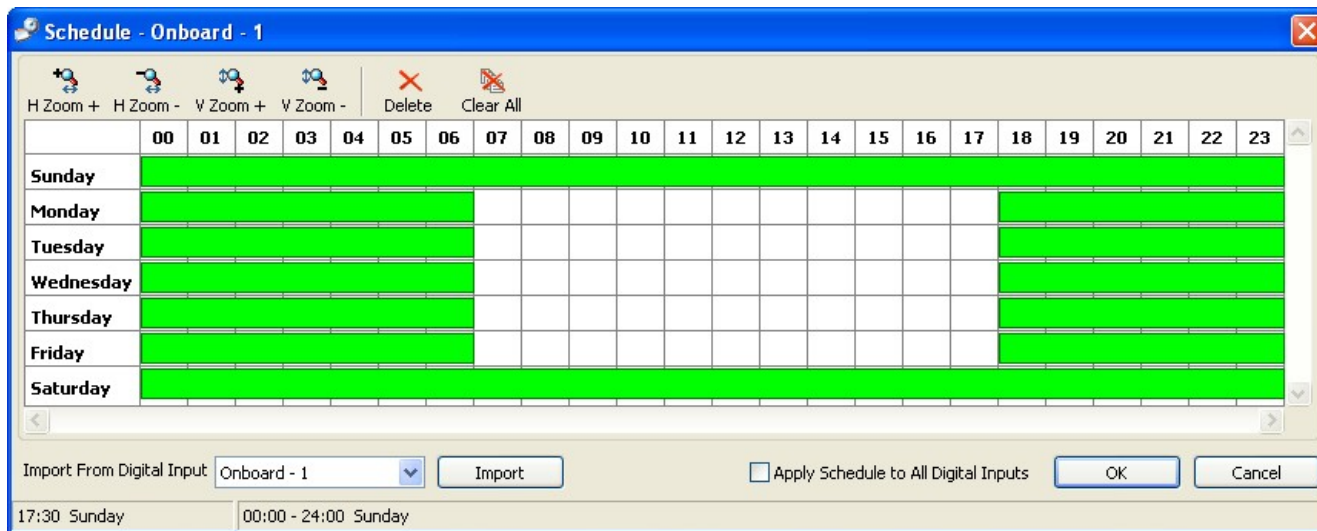 Schedule - Onboard - 1
H Zoom + H Zoom - V Zoom + V Zoom - Delete Clear All
00 01 02 03 04 05 06 07 08 09 10 11 12 13 14 15 16 17 18 19 20 21 22 23
Sunday
Monday
Tuesday
Wednesday
Thursday
Friday
Saturday
Import From Digital Input Onboard - 1 Import Apply Schedule to All Digital Inputs OK Cancel
17:30 Sunday 00:00 - 24:00 Sunday